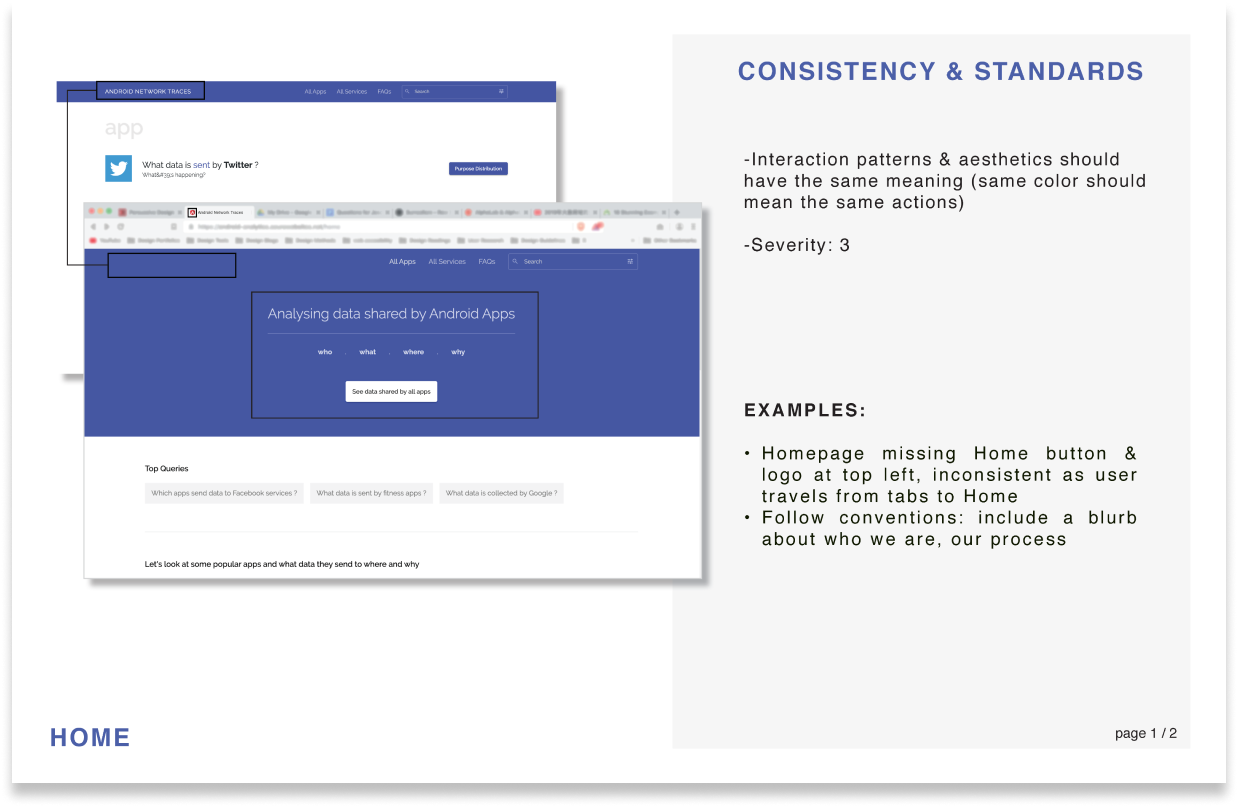 CONSISTENCY & STANDARDS
-Interaction patterns & aesthetics should
have the same meaning (same color should
mean the same actions)
-Severity: 3
EXAMPLES:
• Homepage missing Home button &
logo at top left, inconsistent as user
travels from tabs to Home
• Follow conventions: include a blurb
about who we are, our process
ANDROID NETWORK TRACES All Apps All Services FAQs Search
app
What data is sent by Twitter ?
What&#39;s happening?
Purpose Distribution
Android Network Traces
All Apps All Services FAQs Search
Analysing data shared by Android Apps
who . what . where . why
See data shared by all apps
Top Queries
Which apps send data to Facebook services ? What data is sent by fitness apps ? What data is collected by Google ?
Let's look at some popular apps and what data they send to where and why
HOME
page 1 / 2